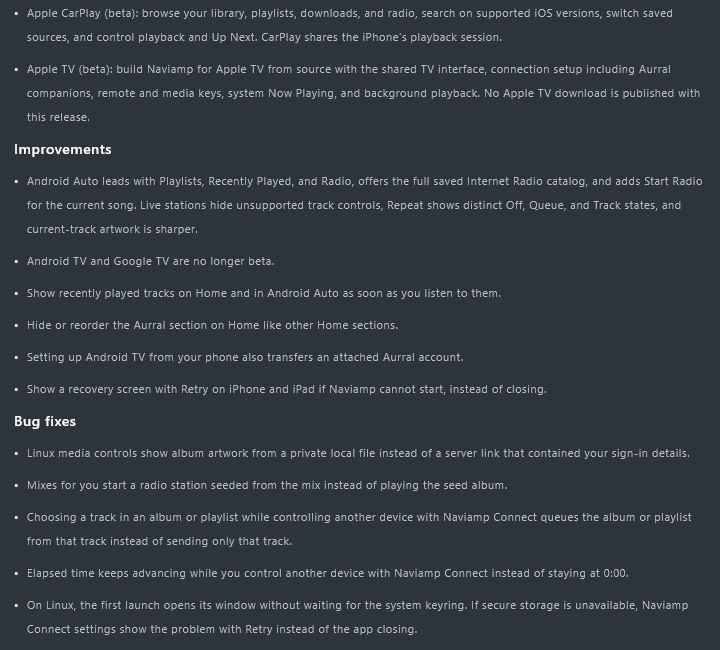 • Apple CarPlay (beta): browse your library, playlists, downloads, and radio, search on supported iOS versions, switch saved
sources, and control playback and Up Next. CarPlay shares the iPhone's playback session.
• Apple TV (beta): build Naviamp for Apple TV from source with the shared TV interface, connection setup including Aurral
companions, remote and media keys, system Now Playing, and background playback. No Apple TV download is published with
this release.
Improvements
• Android Auto leads with Playlists, Recently Played, and Radio, offers the full saved Internet Radio catalog, and adds Start Radio
for the current song. Live stations hide unsupported track controls, Repeat shows distinct Off, Queue, and Track states, and
current-track artwork is sharper.
• Android TV and Google TV are no longer beta.
• Show recently played tracks on Home and in Android Auto as soon as you listen to them.
• Hide or reorder the Aurral section on Home like other Home sections.
• Setting up Android TV from your phone also transfers an attached Aurral account.
• Show a recovery screen with Retry on iPhone and iPad if Naviamp cannot start, instead of closing.
Bug fixes
• Linux media controls show album artwork from a private local file instead of a server link that contained your sign-in details.
• Mixes for you start a radio station seeded from the mix instead of playing the seed album.
• Choosing a track in an album or playlist while controlling another device with Naviamp Connect queues the album or playlist
from that track instead of sending only that track.
• Elapsed time keeps advancing while you control another device with Naviamp Connect instead of staying at 0:00.
• On Linux, the first launch opens its window without waiting for the system keyring. If secure storage is unavailable, Naviamp
Connect settings show the problem with Retry instead of the app closing.